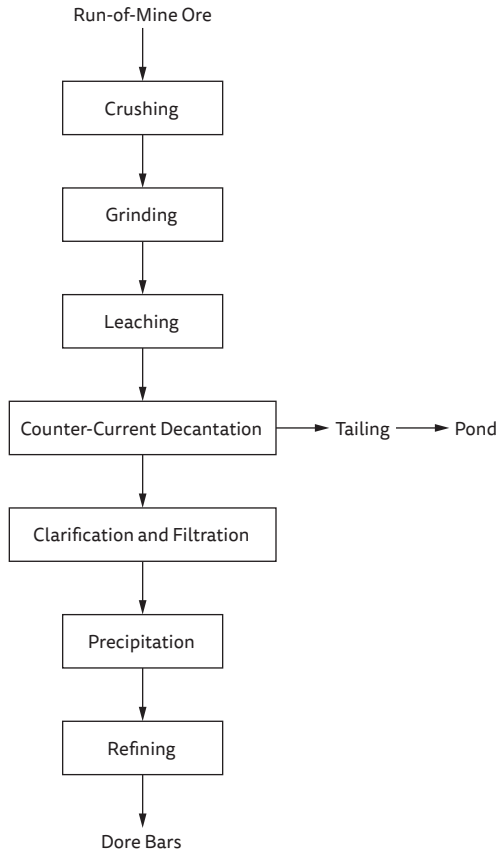 Run-of-Mine Ore
Crushing
Grinding
Leaching
Counter-Current Decantation
Tailing
Pond
Clarification and Filtration
Precipitation
Refining
Dore Bars